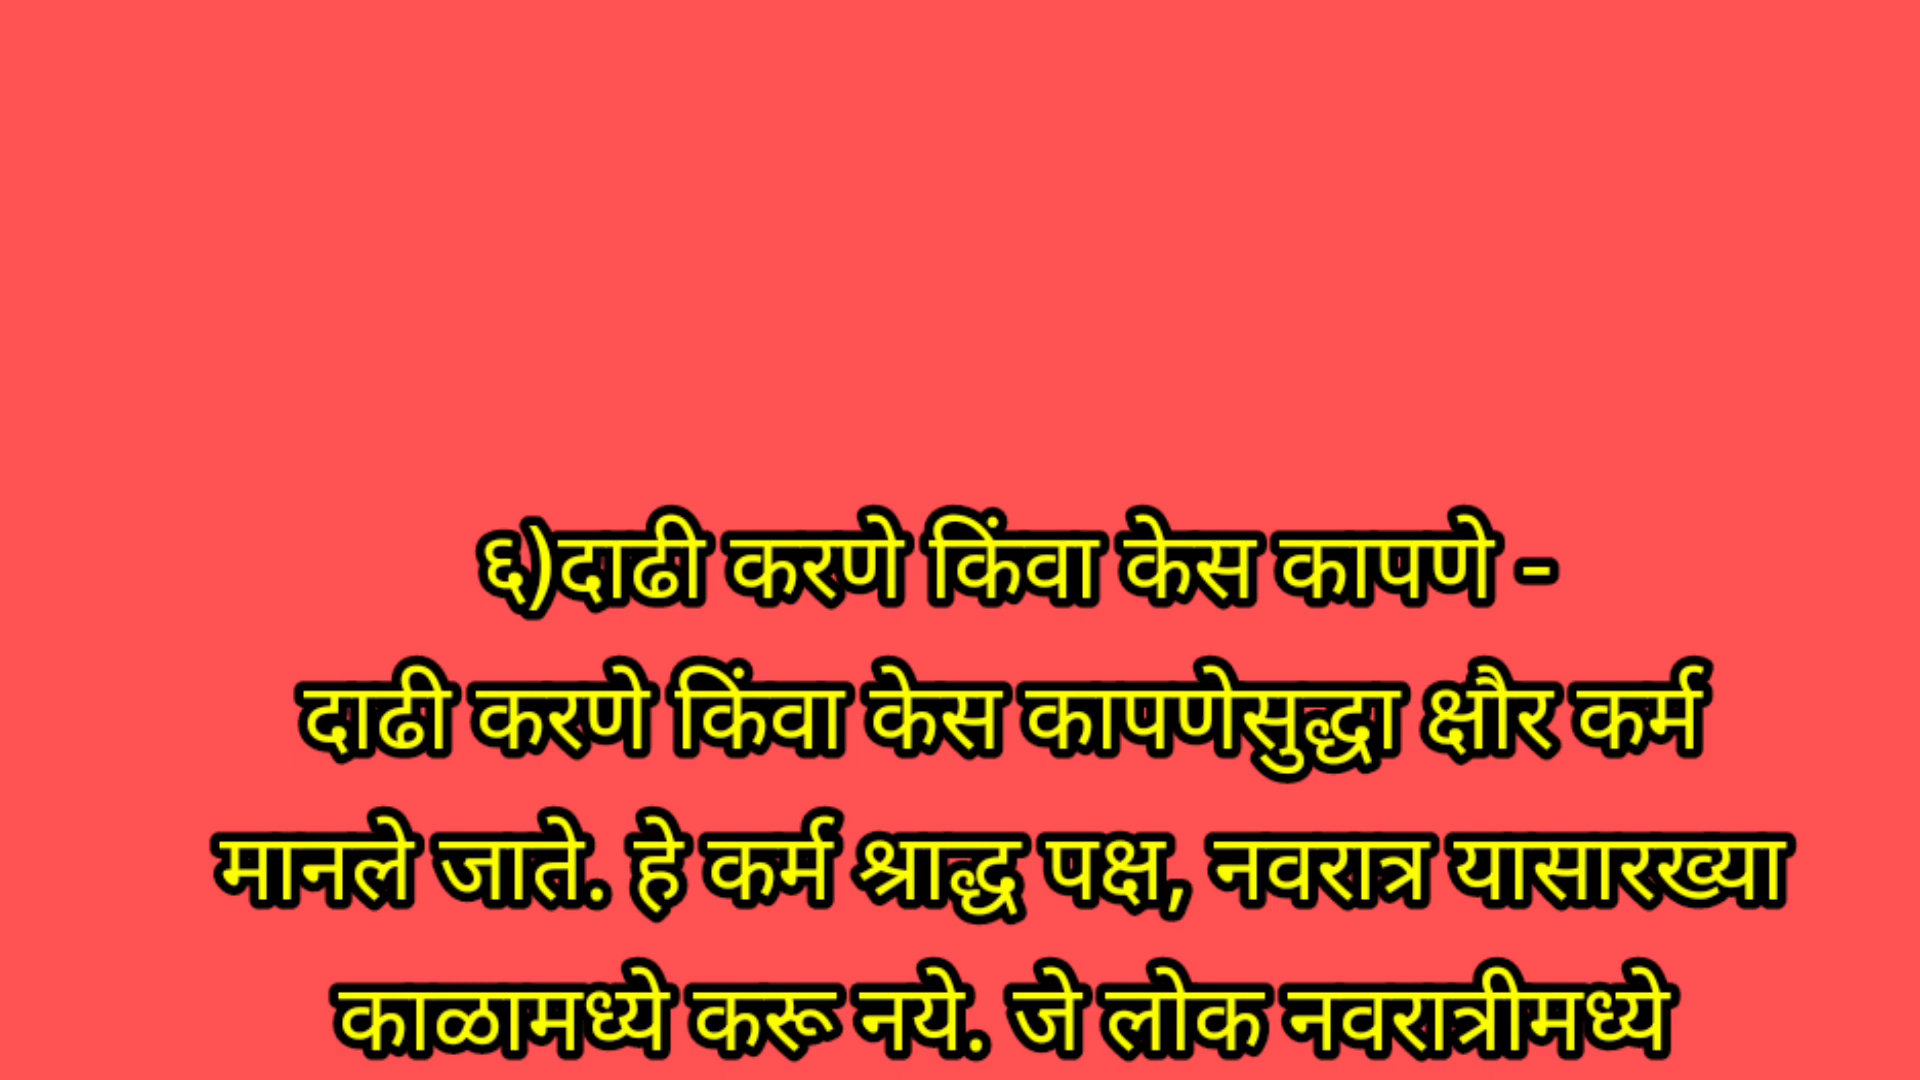 ६)दाढी करणे किंवा केस कापणे -
दाढी करणे किंवा केस कापणेसुद्धा क्षौर कर्म
मानले जाते. हे कर्म श्राद्ध पक्ष, नवरात्र यासारख्या
काळामध्ये करू नये. जे लोक नवरात्रीमध्ये